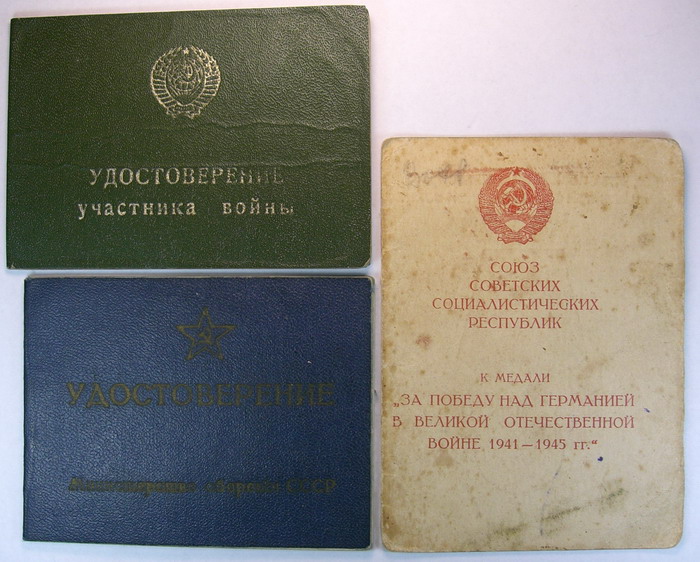 УДОСТОВЕРЕНИЕ
участника войны
УДОСТОВЕРЕНИЕ
Министерство обороны СССР
СОЮЗ
СОВЕТСКИХ
СОЦИАЛИСТИЧЕСКИХ
РЕСПУБЛИК
К МЕДАЛИ
„ЗА ПОБЕДУ НАД ГЕРМАНИЕЙ
В ВЕЛИКОЙ ОТЕЧЕСТВЕННОЙ
ВОЙНЕ 1941—1945 гг.“